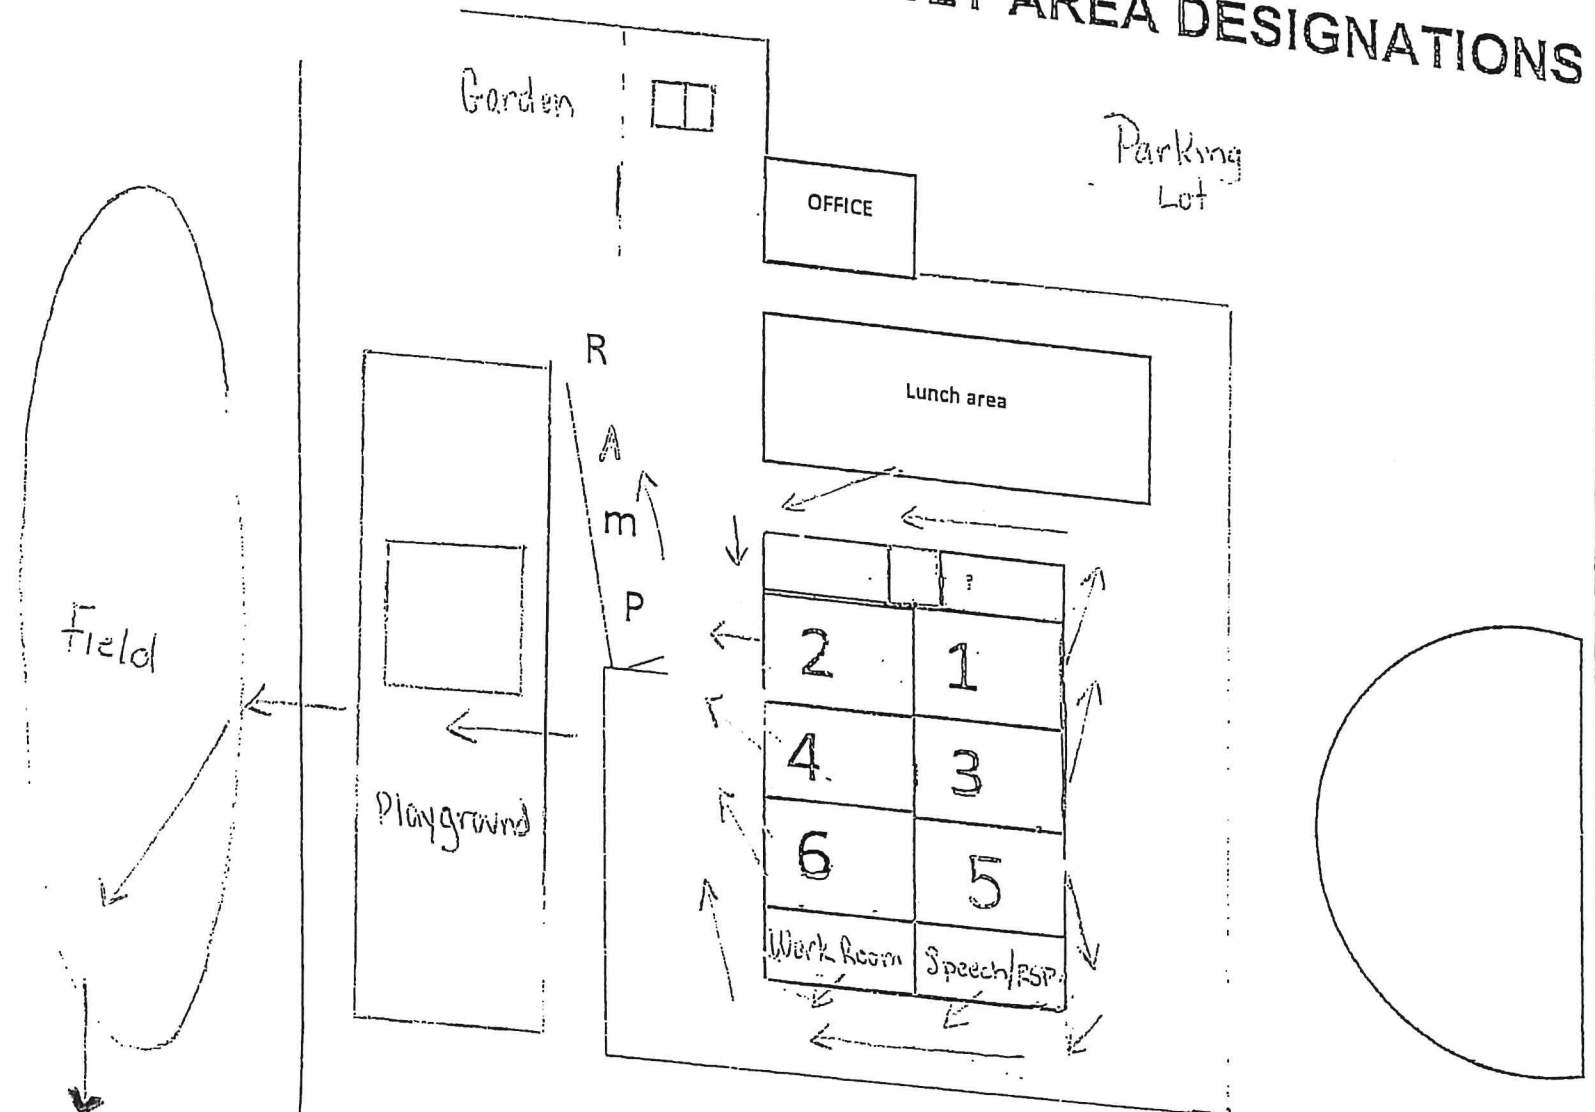 AREA DESIGNATIONS
Garden
Parking
Lot
OFFICE
R
Lunch area
A
m
P
?
2
1
Field
4.
3
Playground
6
5
Work Room
Speech/RSP